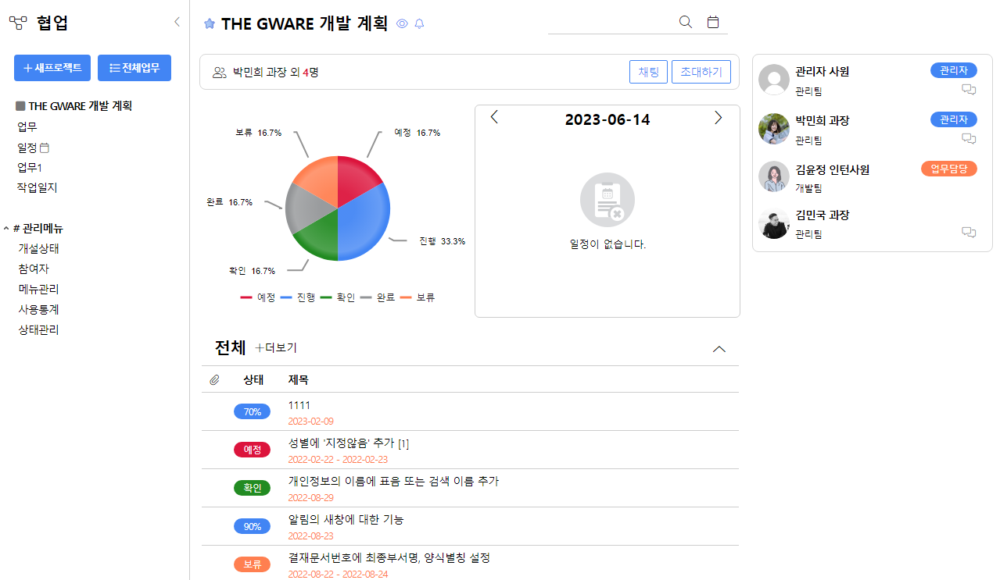 협업
새프로젝트 전체업무
THE GWARE 개발 계획
업무
일정
업무1
작업일지
# 관리메뉴
개설상태
참여자
메뉴관리
사용통계
상태관리
THE GWARE 개발 계획
박민희 과장 외 4명
채팅 초대하기
보류 16.7%
예정 16.7%
완료 16.7%
진행 33.3%
확인 16.7%
예정 진행 확인 완료 보류
2023-06-14
일정이 없습니다.
전체 +더보기
상태 제목
70% 1111
2023-02-09
예정 성별에 '지정않음' 추가 [1]
2022-02-22 - 2022-02-23
확인 개인정보의 이름에 표음 또는 검색 이름 추가
2022-08-29
90% 알림의 새창에 대한 기능
2022-08-23
보류 결재문서번호에 최종부서명, 양식별칭 설정
2022-08-22 - 2022-08-24
관리자 사원 관리자
관리팀
박민희 과장 관리자
관리팀
김윤정 인턴사원 업무담당
개발팀
김민국 과장
관리팀